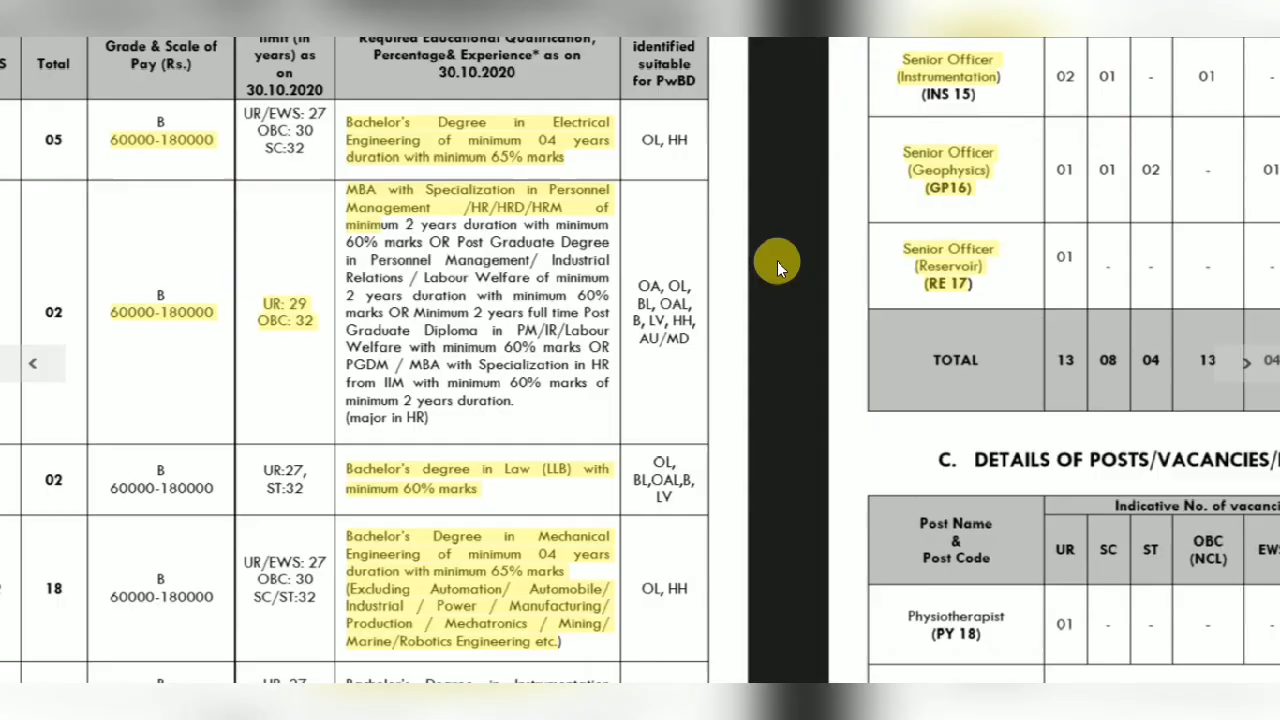 S
Total
Grade & Scale of
Pay (Rs.)
limit (in
years) as
on
30.10.2020
Required Educational Qualification,
Percentage& Experience* as on
30.10.2020
identified
suitable
for PwBD
05
B
60000-180000
UR/EWS: 27
OBC: 30
SC:32
Bachelor's Degree in Electrical
Engineering of minimum 04 years
duration with minimum 65% marks
OL, HH
02
B
60000-180000
UR: 29
OBC: 32
MBA with Specialization in Personnel
Management /HR/HRD/HRM of
minimum 2 years duration with minimum
60% marks OR Post Graduate Degree
in Personnel Management/ Industrial
Relations / Labour Welfare of minimum
2 years duration with minimum 60%
marks OR Minimum 2 years full time Post
Graduate Diploma in PM/IR/Labour
Welfare with minimum 60% marks OR
PGDM / MBA with Specialization in HR
from IIM with minimum 60% marks of
minimum 2 years duration.
(major in HR)
OA, OL,
BL, OAL,
B, LV, HH,
AU/MD
02
B
60000-180000
UR:27,
ST:32
Bachelor's degree in Law (LLB) with
minimum 60% marks
OL,
BL,OAL,B,
LV
18
B
60000-180000
UR/EWS: 27
OBC: 30
SC/ST:32
Bachelor's Degree in Mechanical
Engineering of minimum 04 years
duration with minimum 65% marks
(Excluding Automation/ Automobile/
Industrial / Power / Manufacturing/
Production / Mechatronics / Mining/
Marine/Robotics Engineering etc.)
OL, HH
Bachelor's Degree in Instrumentation
Senior Officer
(Instrumentation)
(INS 15)
02 01 - 01 -
Senior Officer
(Geophysics)
(GP16)
01 01 02 - 01
Senior Officer
(Reservoir)
(RE 17)
01 - - - -
TOTAL 13 08 04 13 04
C. DETAILS OF POSTS/VACANCIES/
Post Name
&
Post Code
Indicative No. of vacanci
UR SC ST
OBC
(NCL)
EWS
Physiotherapist
(PY 18)
01 - - - -